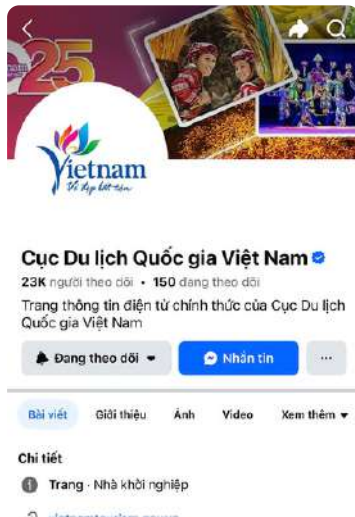 25
Vietnam
Vẻ đẹp bất tận
Cục Du lịch Quốc gia Việt Nam
23K người theo dõi • 150 đang theo dõi
Trang thông tin điện tử chính thức của Cục Du lịch
Quốc gia Việt Nam
Đang theo dõi
Nhắn tin
Bài viết Giới thiệu Ảnh Video Xem thêm
Chi tiết
Trang · Nhà khởi nghiệp